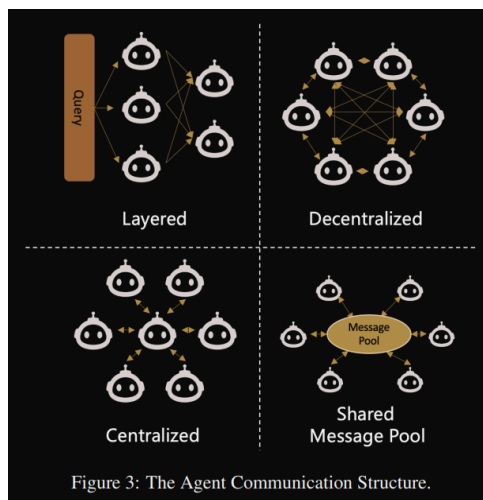 Query
Layered
Decentralized
Centralized
Message
Pool
Shared
Message Pool
Figure 3: The Agent Communication Structure.